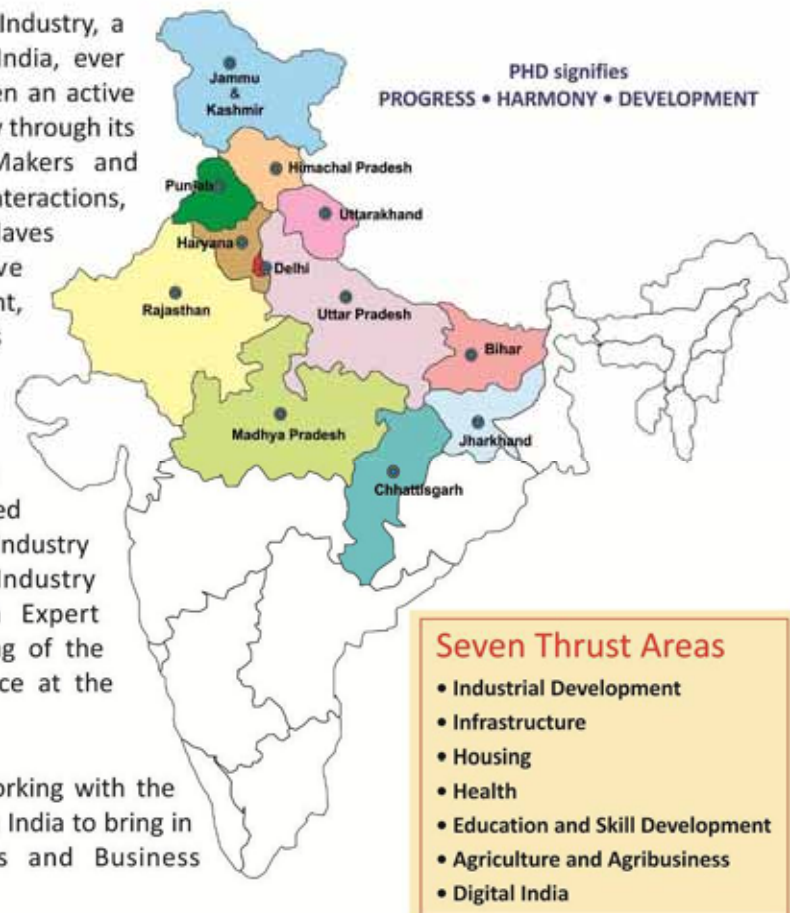 Industry, a
India, ever
en an active
y through its
Makers and
nteractions,
laves
ve
nt,
s
ed
ndustry
Industry
Expert
g of the
ce at the
orking with the
India to bring in
s and Business
PHD signifies
PROGRESS • HARMONY • DEVELOPMENT
Jammu
&
Kashmir
Himachal Pradesh
Punjab
Uttarakhand
Haryana
Delhi
Rajasthan
Uttar Pradesh
Bihar
Madhya Pradesh
Jharkhand
Chhattisgarh
Seven Thrust Areas
• Industrial Development
• Infrastructure
• Housing
• Health
• Education and Skill Development
• Agriculture and Agribusiness
• Digital India